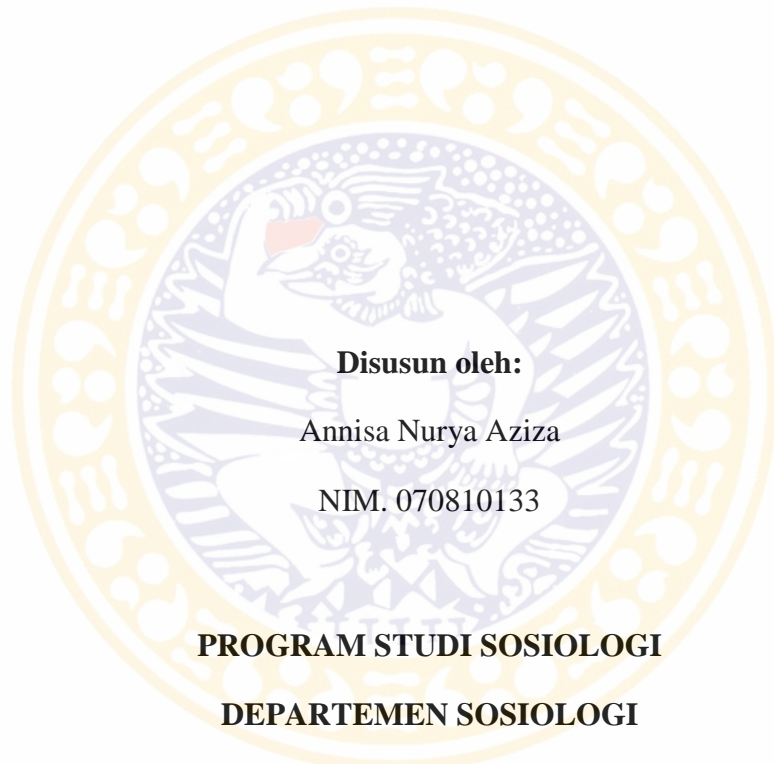 Disusun oleh:
Annisa Nurya Aziza
NIM. 070810133
PROGRAM STUDI SOSIOLOGI
DEPARTEMEN SOSIOLOGI